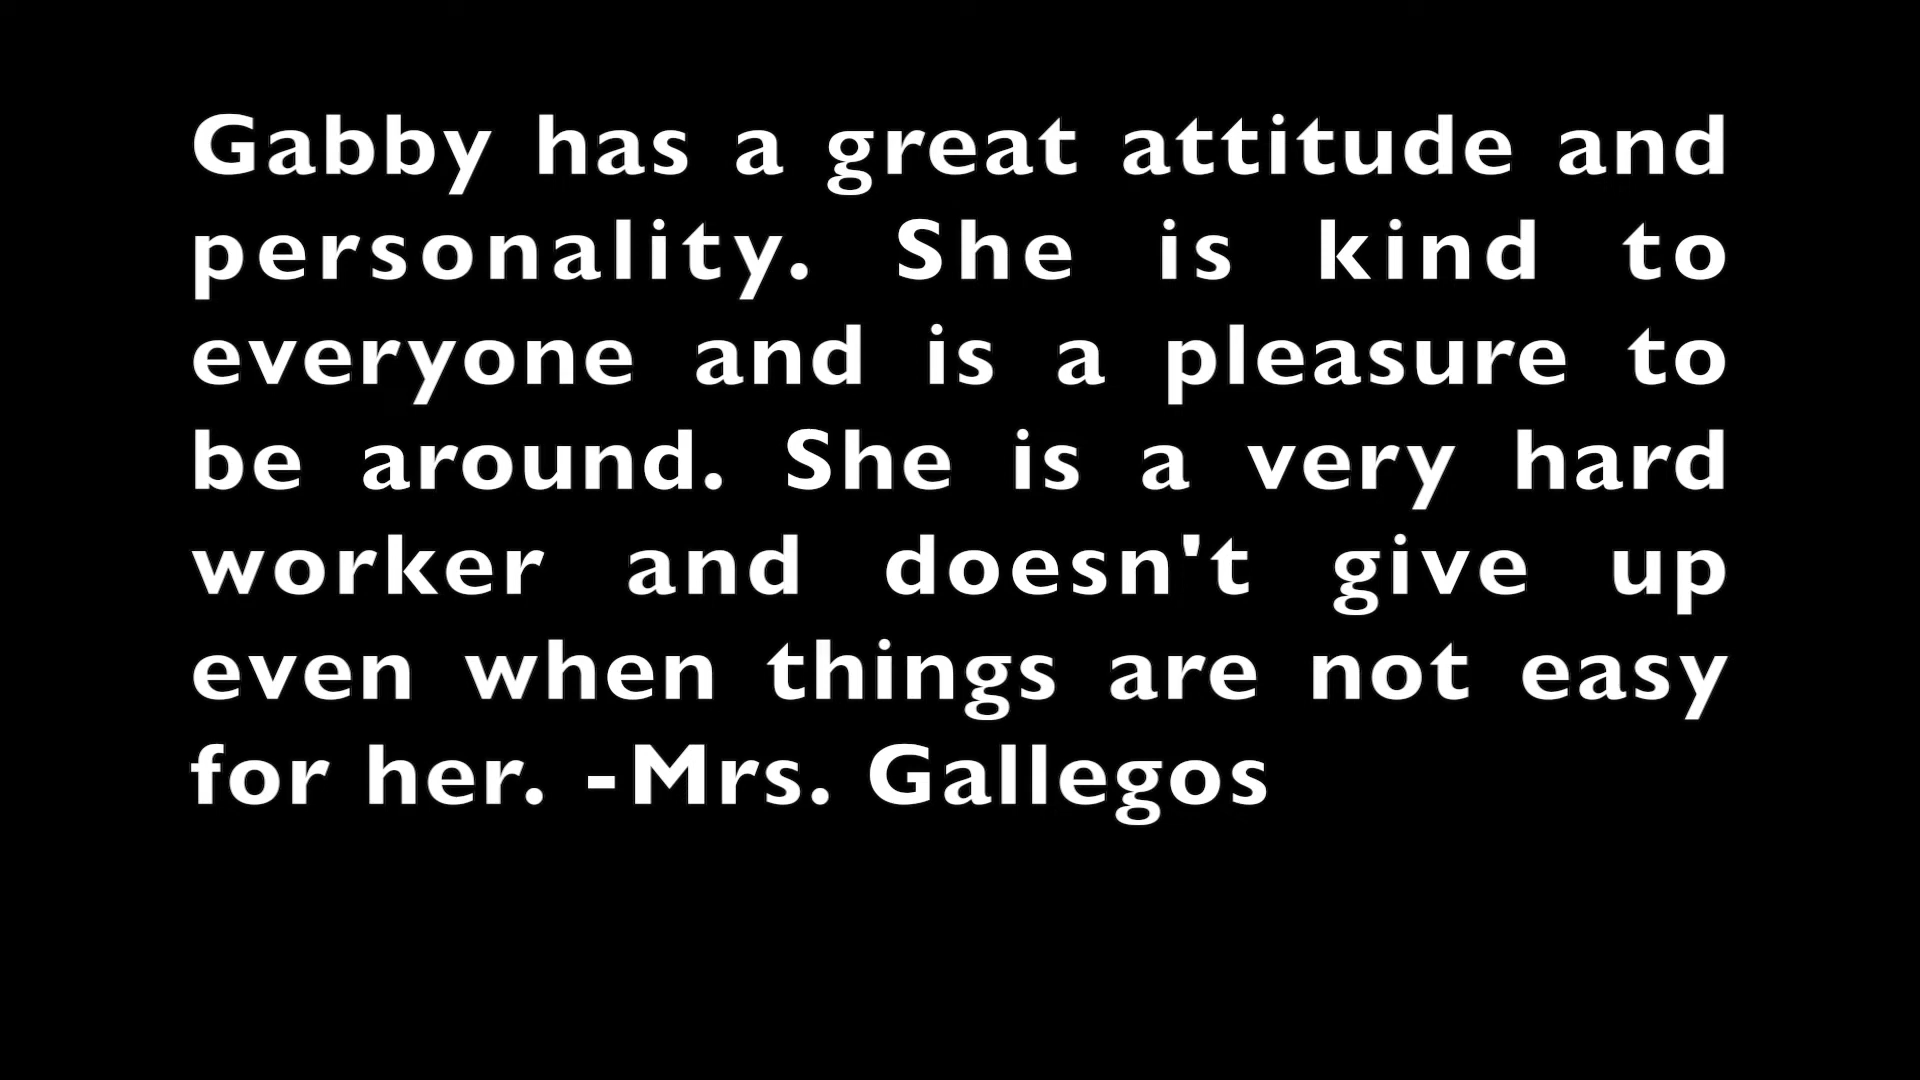 Gabby has a great attitude and
personality. She is kind to
everyone and is a pleasure to
be around. She is a very hard
worker and doesn't give up
even when things are not easy
for her. -Mrs. Gallegos